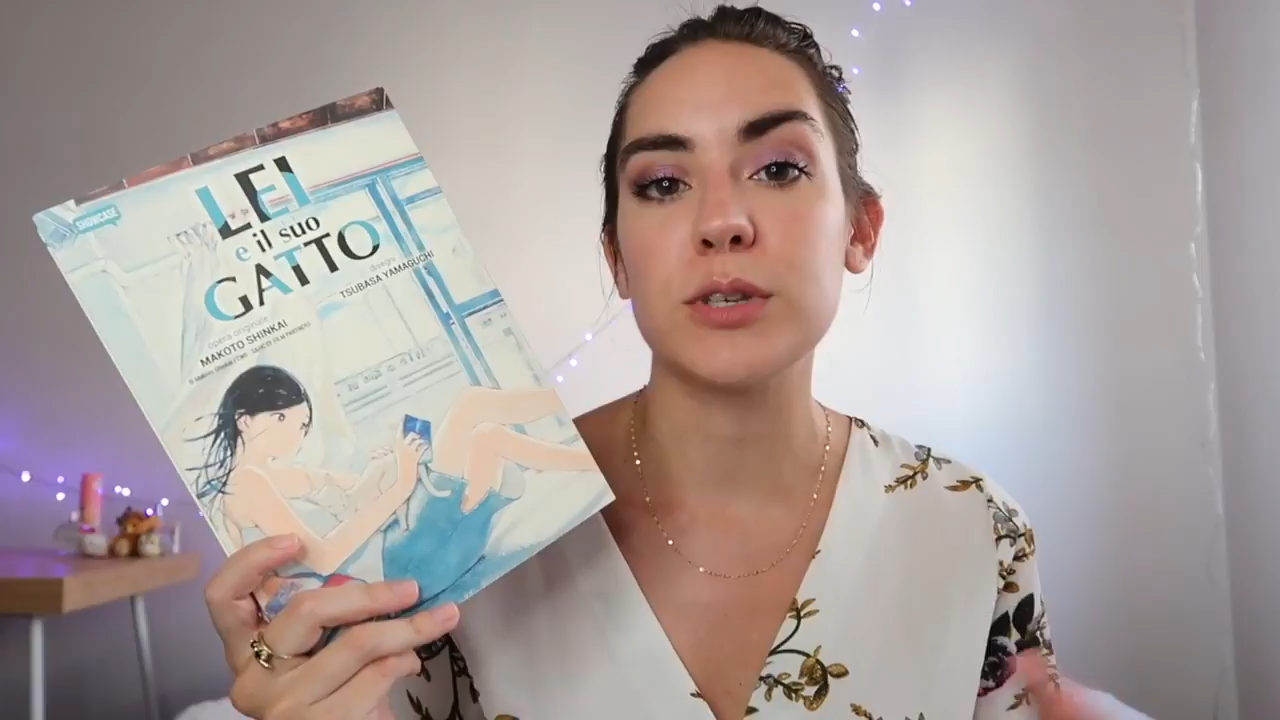 SHOWCASE
LEI
e il suo
GATTO
disegni
TSUBASA YAMAGUCHI
opera originale
MAKOTO SHINKAI